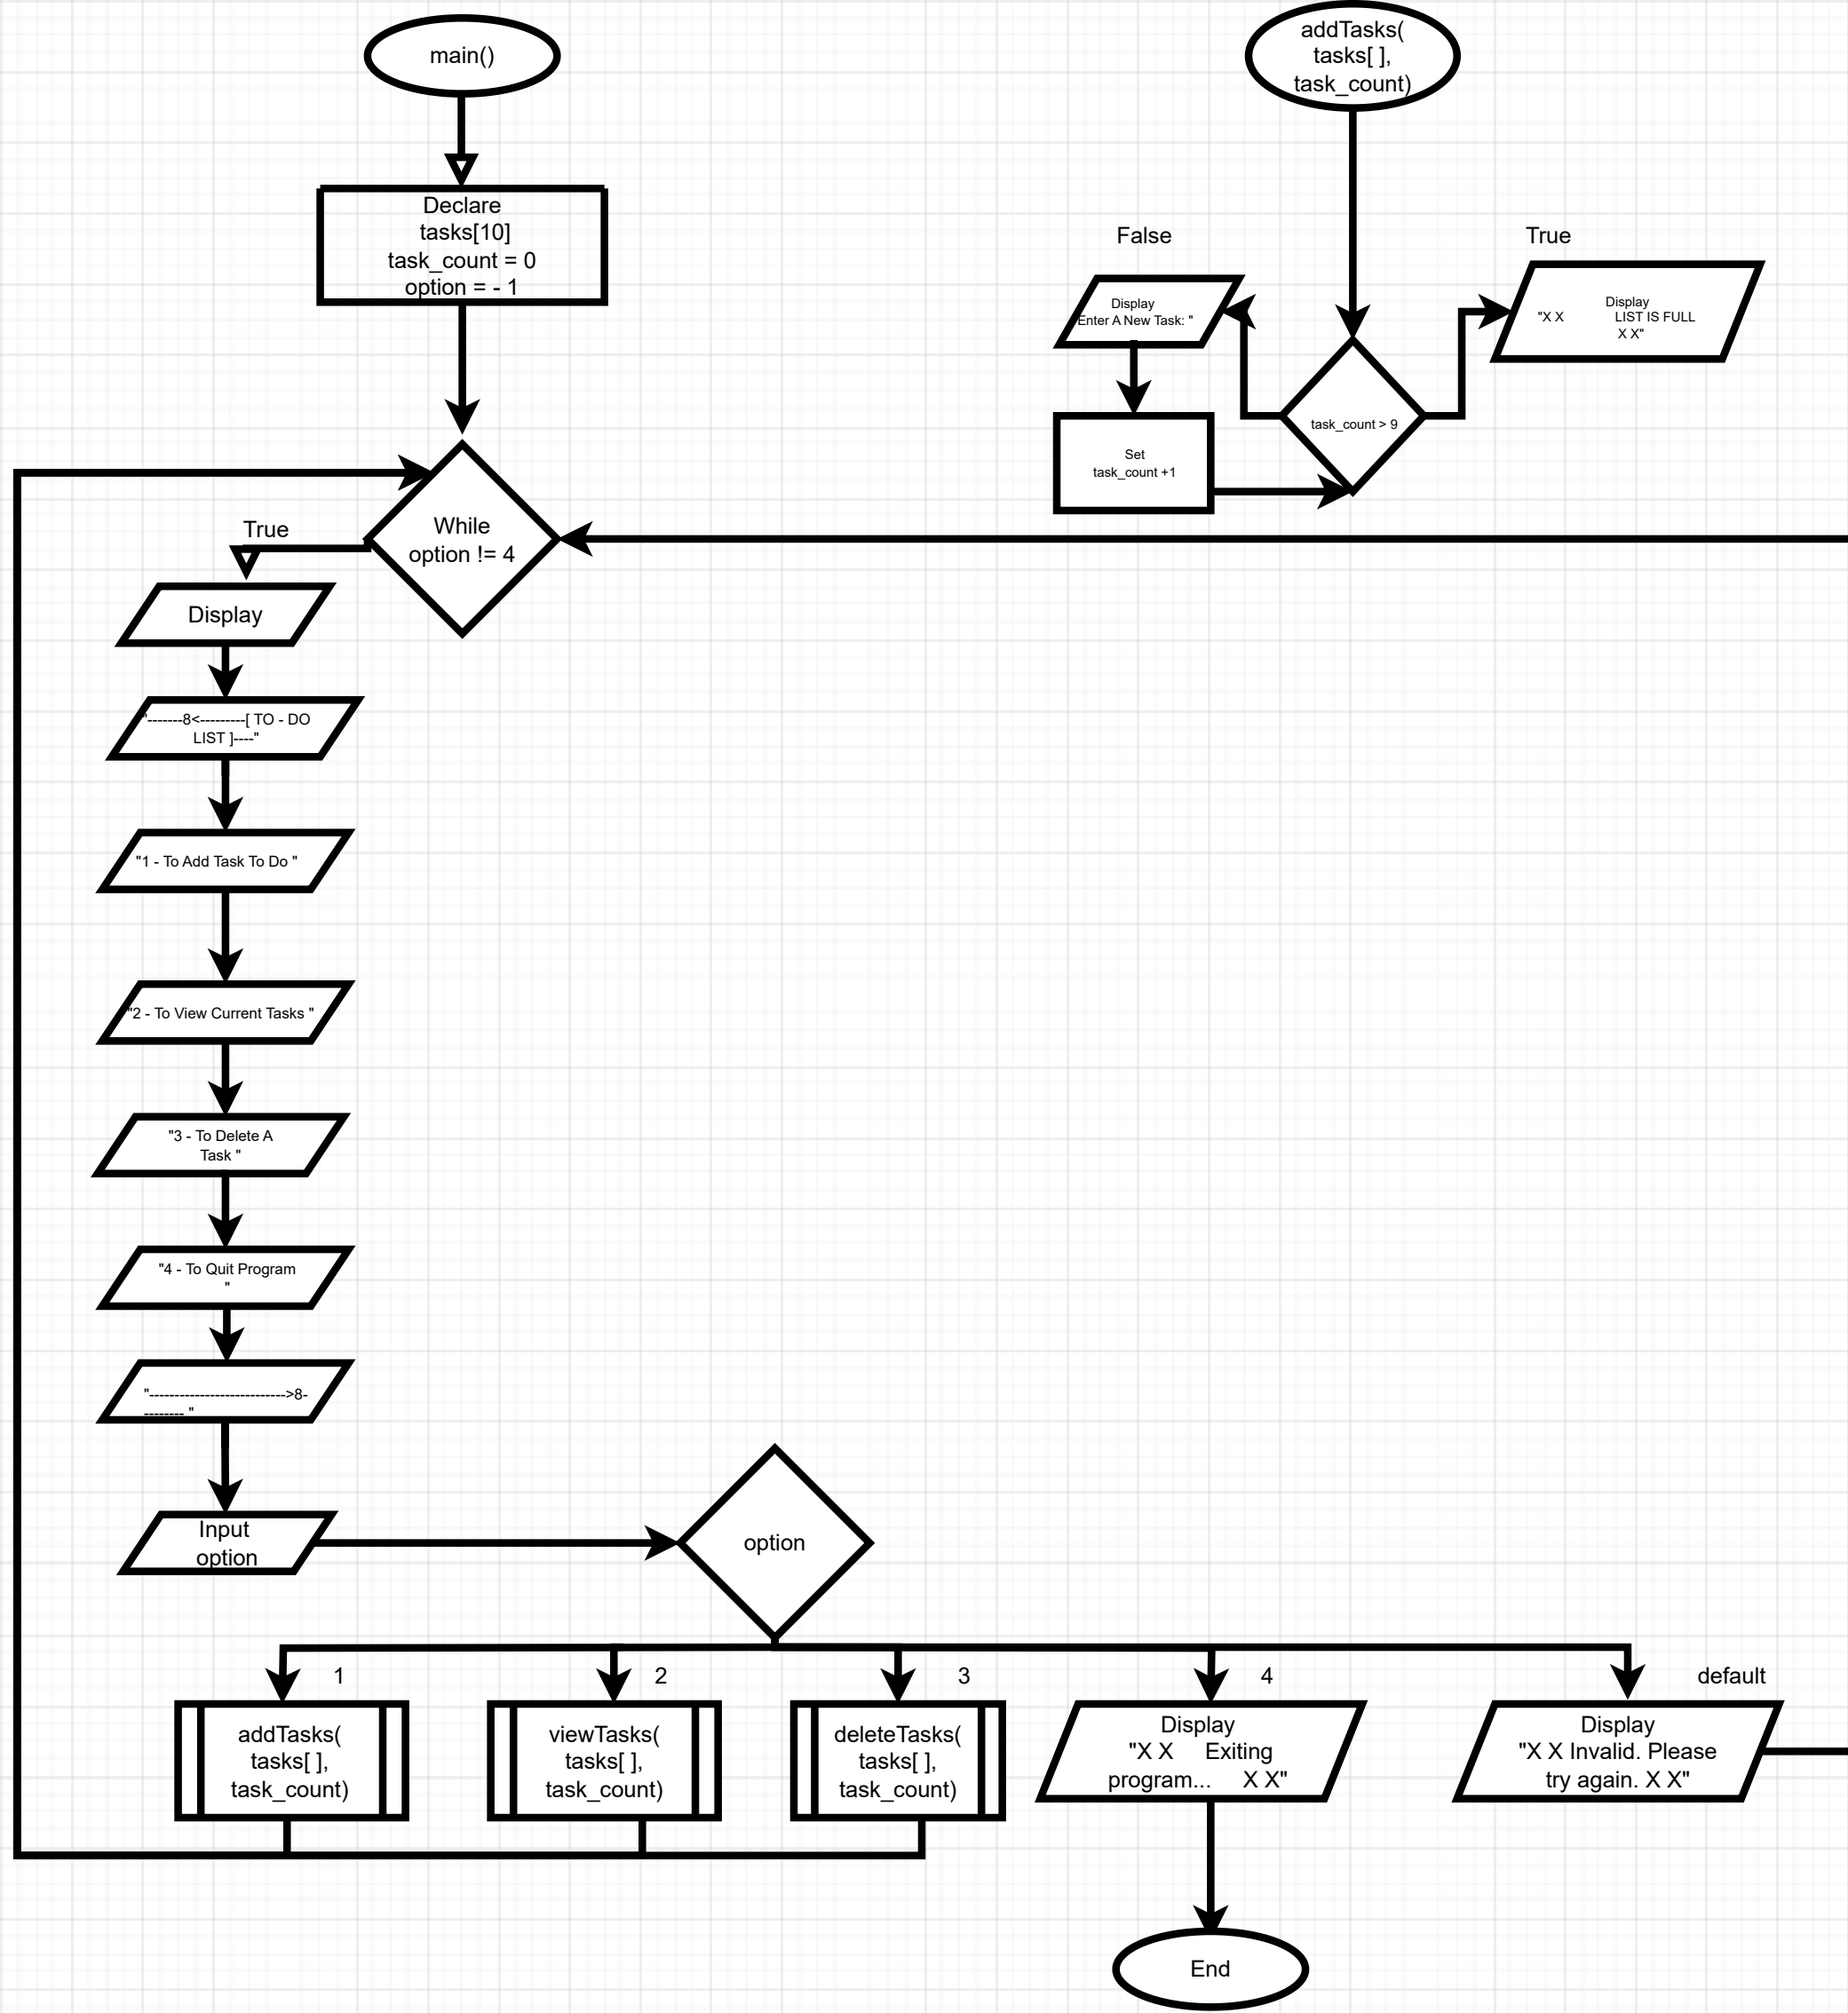 main()
Declare
tasks[10]
task_count = 0
option = - 1
While
option != 4
True
Display
"-------8<---------[ TO - DO
LIST ]----"
"1 - To Add Task To Do "
"2 - To View Current Tasks "
"3 - To Delete A
Task "
"4 - To Quit Program
"
"--------------------------->8-
-------- "
Input
option
option
1
addTasks(
tasks[ ],
task_count)
2
viewTasks(
tasks[ ],
task_count)
3
deleteTasks(
tasks[ ],
task_count)
4
Display
"X X     Exiting
program...     X X"
default
Display
"X X Invalid. Please
try again. X X"
End
addTasks(
tasks[ ],
task_count)
task_count > 9
False
Display
Enter A New Task: "
Set
task_count +1
True
Display
"X X              LIST IS FULL
X X"